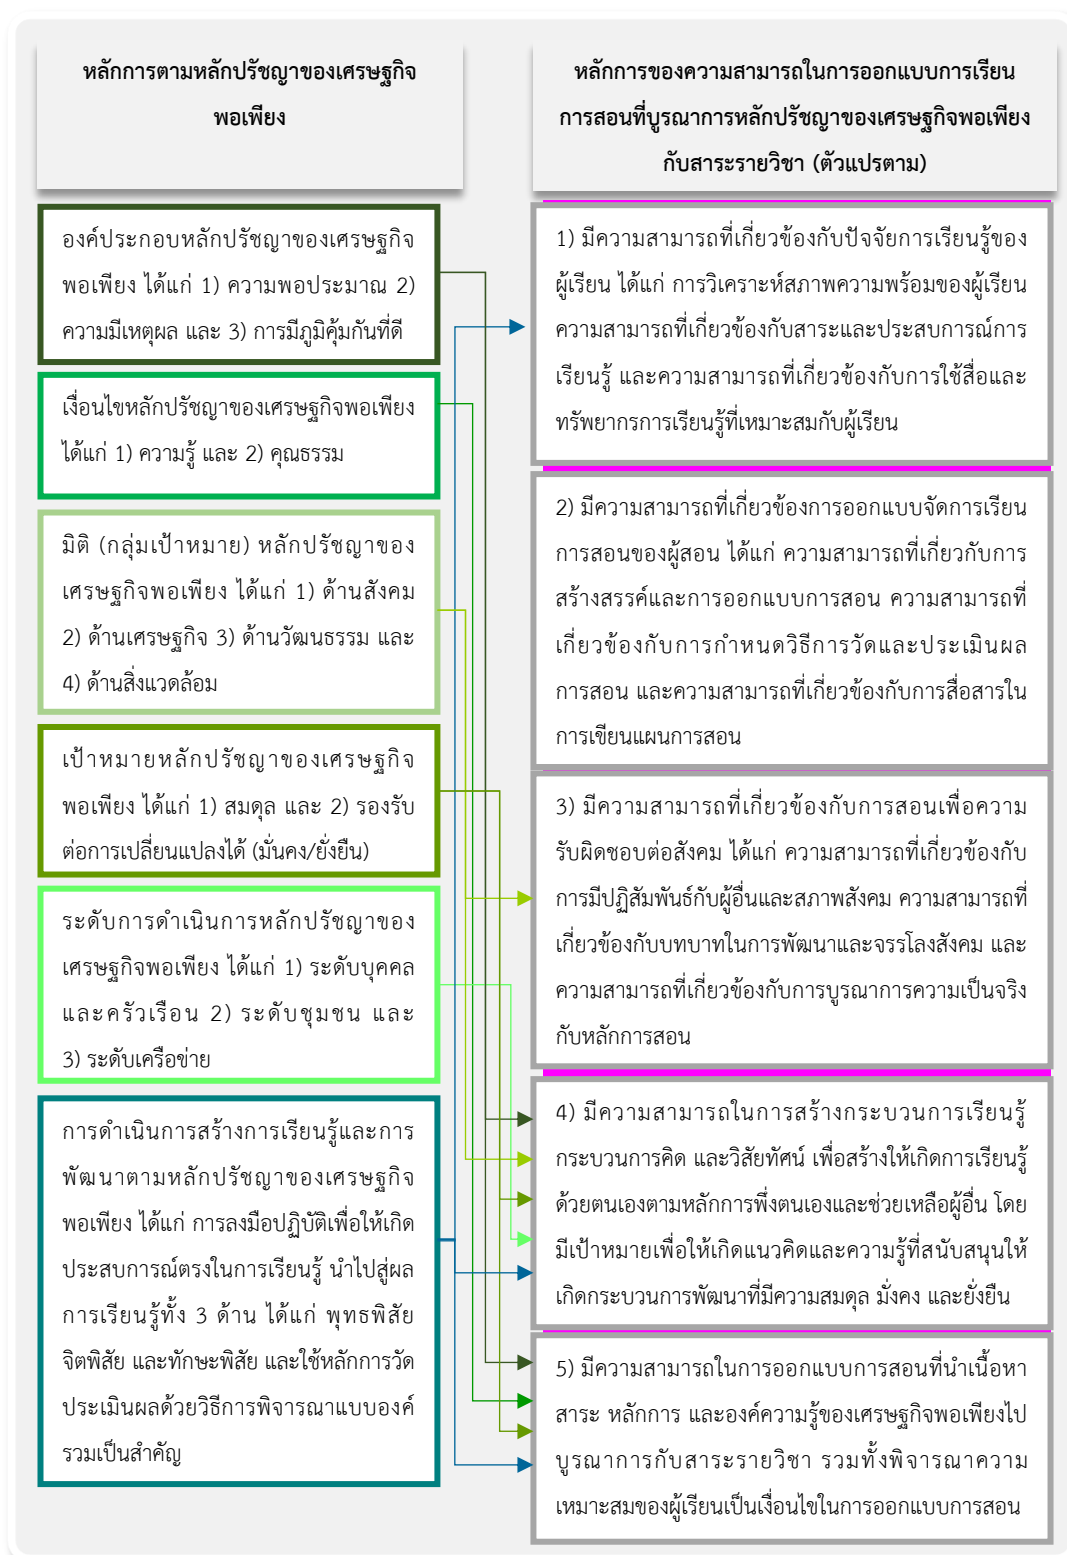 หลักการตามหลักปรัชญาของเศรษฐกิจ
พอเพียง
องค์ประกอบหลักปรัชญาของเศรษฐกิจ
พอเพียง ได้แก่ 1) ความพอประมาณ 2)
ความมีเหตุผล และ 3) การมีภูมิคุ้มกันที่ดี
เงื่อนไขหลักปรัชญาของเศรษฐกิจพอเพียง
ได้แก่ 1) ความรู้ และ 2) คุณธรรม
มิติ (กลุ่มเป้าหมาย) หลักปรัชญาของ
เศรษฐกิจพอเพียง ได้แก่ 1) ด้านสังคม
2) ด้านเศรษฐกิจ 3) ด้านวัฒนธรรม และ
4) ด้านสิ่งแวดล้อม
เป้าหมายหลักปรัชญาของเศรษฐกิจ
พอเพียง ได้แก่ 1) สมดุล และ 2) รองรับ
ต่อการเปลี่ยนแปลงได้ (มั่นคง/ยั่งยืน)
ระดับการดำเนินการหลักปรัชญาของ
เศรษฐกิจพอเพียง ได้แก่ 1) ระดับบุคคล
และครัวเรือน 2) ระดับชุมชน และ
3) ระดับเครือข่าย
การดำเนินการสร้างการเรียนรู้และการ
พัฒนาตามหลักปรัชญาของเศรษฐกิจ
พอเพียง ได้แก่ การลงมือปฏิบัติเพื่อให้เกิด
ประสบการณ์ตรงในการเรียนรู้ นำไปสู่ผล
การเรียนรู้ทั้ง 3 ด้าน ได้แก่ พุทธพิสัย
จิตพิสัย และทักษะพิสัย และใช้หลักการวัด
ประเมินผลด้วยวิธีการพิจารณาแบบองค์
รวมเป็นสำคัญ
หลักการของความสามารถในการออกแบบการเรียน
การสอนที่บูรณาการหลักปรัชญาของเศรษฐกิจพอเพียง
กับสาระรายวิชา (ตัวแปรตาม)
1) มีความสามารถที่เกี่ยวข้องกับปัจจัยการเรียนรู้ของ
ผู้เรียน ได้แก่ การวิเคราะห์สภาพความพร้อมของผู้เรียน
ความสามารถที่เกี่ยวข้องกับสาระและประสบการณ์การ
เรียนรู้ และความสามารถที่เกี่ยวข้องกับการใช้สื่อและ
ทรัพยากรการเรียนรู้ที่เหมาะสมกับผู้เรียน
2) มีความสามารถที่เกี่ยวข้องการออกแบบจัดการเรียน
การสอนของผู้สอน ได้แก่ ความสามารถที่เกี่ยวกับการ
สร้างสรรค์และการออกแบบการสอน ความสามารถที่
เกี่ยวข้องกับการกำหนดวิธีการวัดและประเมินผล
การสอน และความสามารถที่เกี่ยวข้องกับการสื่อสารใน
การเขียนแผนการสอน
3) มีความสามารถที่เกี่ยวข้องกับการสอนเพื่อความ
รับผิดชอบต่อสังคม ได้แก่ ความสามารถที่เกี่ยวข้องกับ
การมีปฏิสัมพันธ์กับผู้อื่นและสภาพสังคม ความสามารถที่
เกี่ยวข้องกับบทบาทในการพัฒนาและจรรโลงสังคม และ
ความสามารถที่เกี่ยวข้องกับการบูรณาการความเป็นจริง
กับหลักการสอน
4) มีความสามารถในการสร้างกระบวนการเรียนรู้
กระบวนการคิด และวิสัยทัศน์ เพื่อสร้างให้เกิดการเรียนรู้
ด้วยตนเองตามหลักการพึ่งตนเองและช่วยเหลือผู้อื่น โดย
มีเป้าหมายเพื่อให้เกิดแนวคิดและความรู้ที่สนับสนุนให้
เกิดกระบวนการพัฒนาที่มีความสมดุล มั่งคง และยั่งยืน
5) มีความสามารถในการออกแบบการสอนที่นำเนื้อหา
สาระ หลักการ และองค์ความรู้ของเศรษฐกิจพอเพียงไป
บูรณาการกับสาระรายวิชา รวมทั้งพิจารณาความ
เหมาะสมของผู้เรียนเป็นเงื่อนไขในการออกแบบการสอน